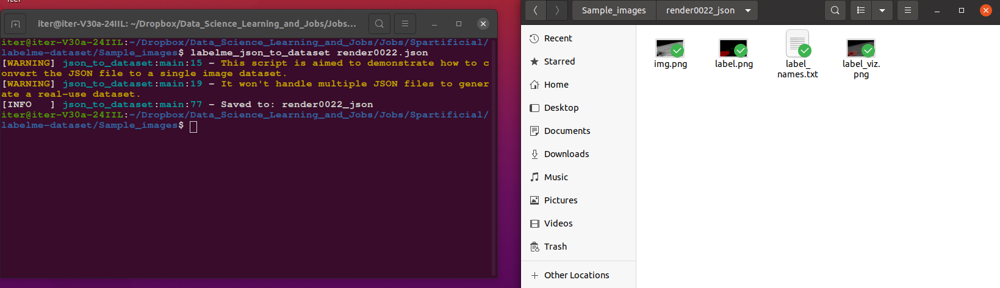 iter
iter@iter-V30a-24IIL: ~/Dropbox/Data_Science_Learning_and_Jobs/Jobs...
iter@iter-V30a-24IIL:~/Dropbox/Data_Science_Learning_and_Jobs/Jobs/Spartificial/
labelme-dataset/Sample_images$ labelme_json_to_dataset render0022.json
[WARNING] json_to_dataset:main:15 - This script is aimed to demonstrate how to c
onvert the JSON file to a single image dataset.
[WARNING] json_to_dataset:main:19 - It won't handle multiple JSON files to gener
ate a real-use dataset.
[INFO   ] json_to_dataset:main:77 - Saved to: render0022_json
iter@iter-V30a-24IIL:~/Dropbox/Data_Science_Learning_and_Jobs/Jobs/Spartificial/
labelme-dataset/Sample_images$
Sample_images
render0022_json
Recent
Starred
Home
Desktop
Documents
Downloads
Music
Pictures
Videos
Trash
Other Locations
img.png
label.png
label_
names.txt
label_viz.
png